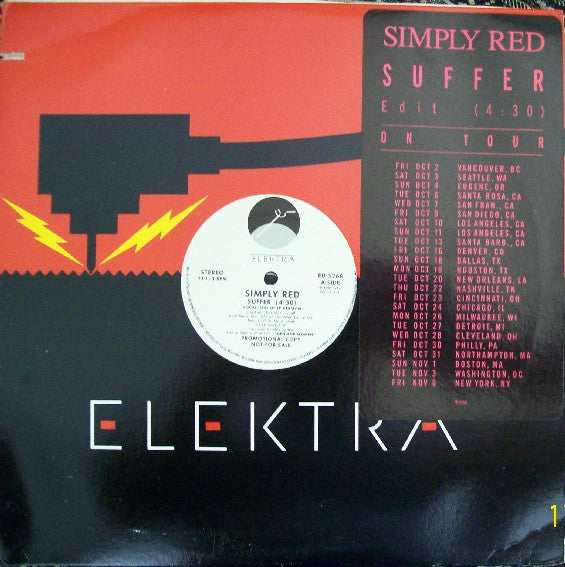 SIMPLY RED
SUFFER
Edit (4:30)
ON TOUR
FRI OCT 2 VANCOUVER, BC
SAT OCT 3 SEATTLE, WA
SUN OCT 4 EUGENE, OR
TUE OCT 6 SANTA ROSA, CA
WED OCT 7 SAN FRAN., CA
FRI OCT 9 SAN DIEGO, CA
SAT OCT 10 LOS ANGELES, CA
SUN OCT 11 LOS ANGELES, CA
TUE OCT 13 SANTA BARB., CA
FRI OCT 16 DENVER, CO
SUN OCT 18 DALLAS, TX
MON OCT 19 HOUSTON, TX
TUE OCT 20 NEW ORLEANS, LA
THU OCT 22 NASHVILLE, TN
FRI OCT 23 CINCINNATI, OH
SAT OCT 24 CHICAGO, IL
MON OCT 26 MILWAUKEE, WI
TUE OCT 27 DETROIT, MI
WED OCT 28 CLEVELAND, OH
FRI OCT 30 PHILLY, PA
SAT OCT 31 NORTHAMPTON, MA
SUN NOV 1 BOSTON, MA
TUE NOV 3 WASHINGTON, DC
FRI NOV 6 NEW YORK, NY
ELEKTRA
STEREO
33 1/3 RPM
ED 5268
A SIDE
SIMPLY RED
SUFFER (4:30)
PROMOTIONAL COPY
NOT FOR SALE
ELEKTRA
1